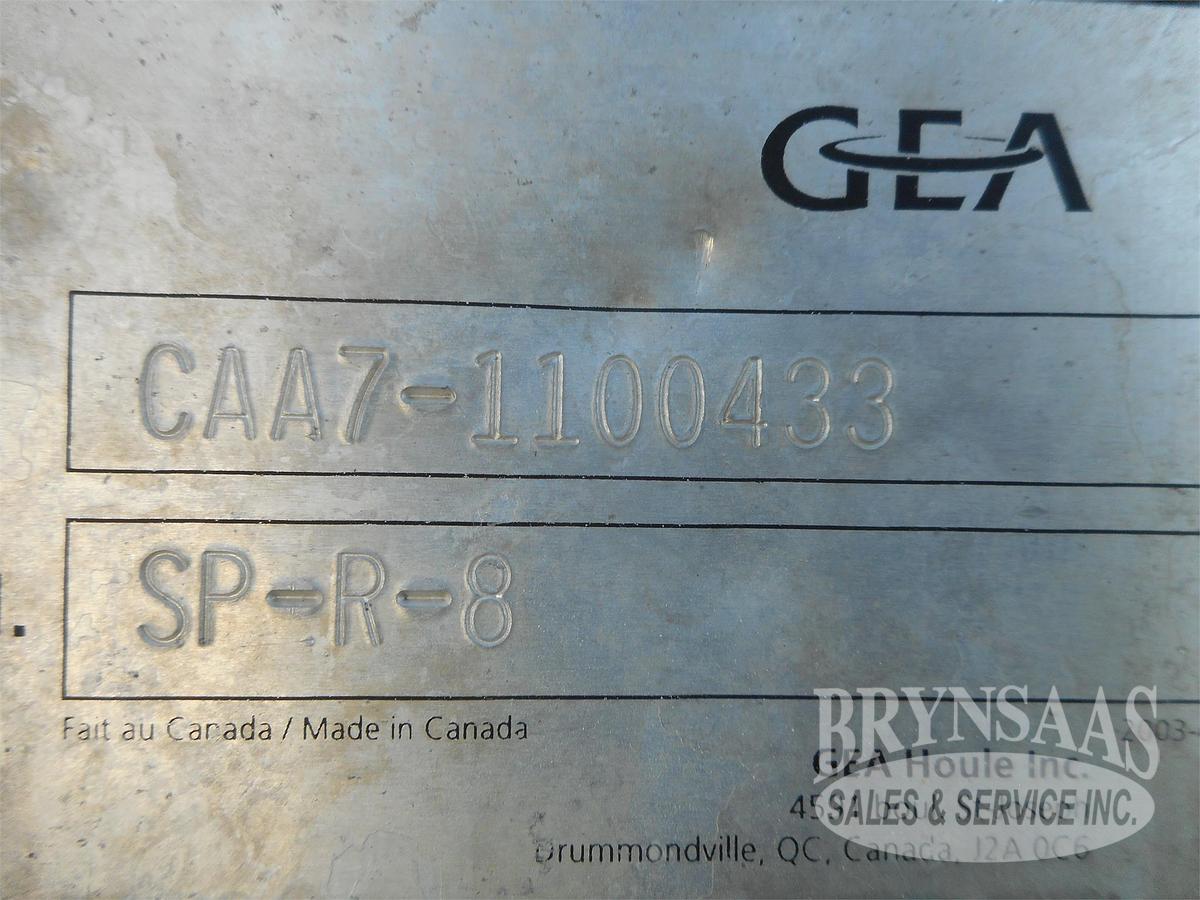 GEA
CAA7-1100433
SP-R-8
Fait au Canada / Made in Canada
2003-
BRYNSAAS
GEA Houle Inc.
SALES & SERVICE INC.
Drummondville, QC, Canada, J2A 0C6